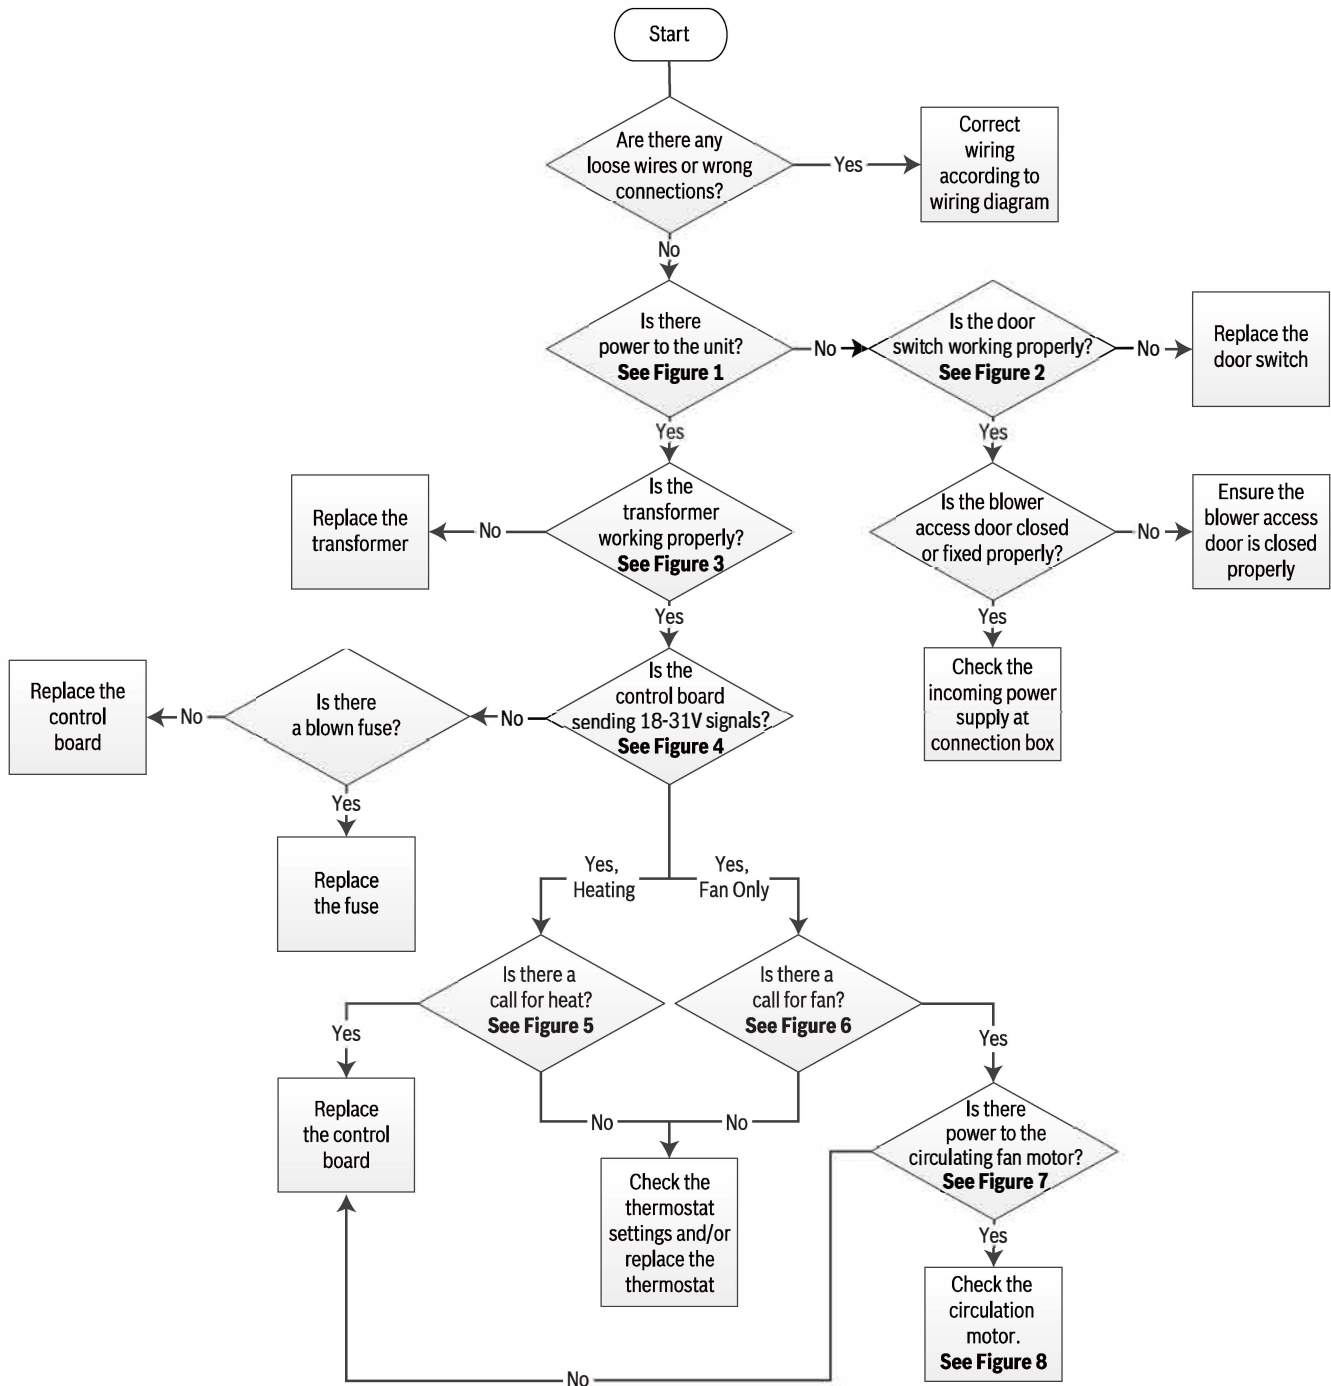 Start
Are there any
loose wires or wrong
connections?
Yes
Correct
wiring
according to
wiring diagram
No
Is there
power to the unit?
See Figure 1
No
Is the door
switch working properly?
See Figure 2
No
Replace the
door switch
Yes
Yes
Is the
transformer
working properly?
See Figure 3
No
Replace the
transformer
Is the blower
access door closed
or fixed properly?
No
Ensure the
blower access
door is closed
properly
Yes
Yes
Check the
incoming power
supply at
connection box
Is the
control board
sending 18-31V signals?
See Figure 4
No
Is there
a blown fuse?
No
Replace the
control
board
Yes
Replace
the fuse
Yes,
Heating
Yes,
Fan Only
Is there a
call for heat?
See Figure 5
Is there a
call for fan?
See Figure 6
Yes
Yes
Replace
the control
board
No
No
Check the
thermostat
settings and/or
replace the
thermostat
Is there
power to the
circulating fan motor?
See Figure 7
Yes
Check the
circulation
motor.
See Figure 8
No